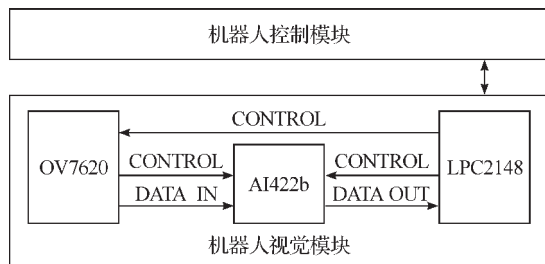 机器人控制模块
CONTROL
OV7620
CONTROL
DATA IN
AI422b
CONTROL
DATA OUT
LPC2148
机器人视觉模块